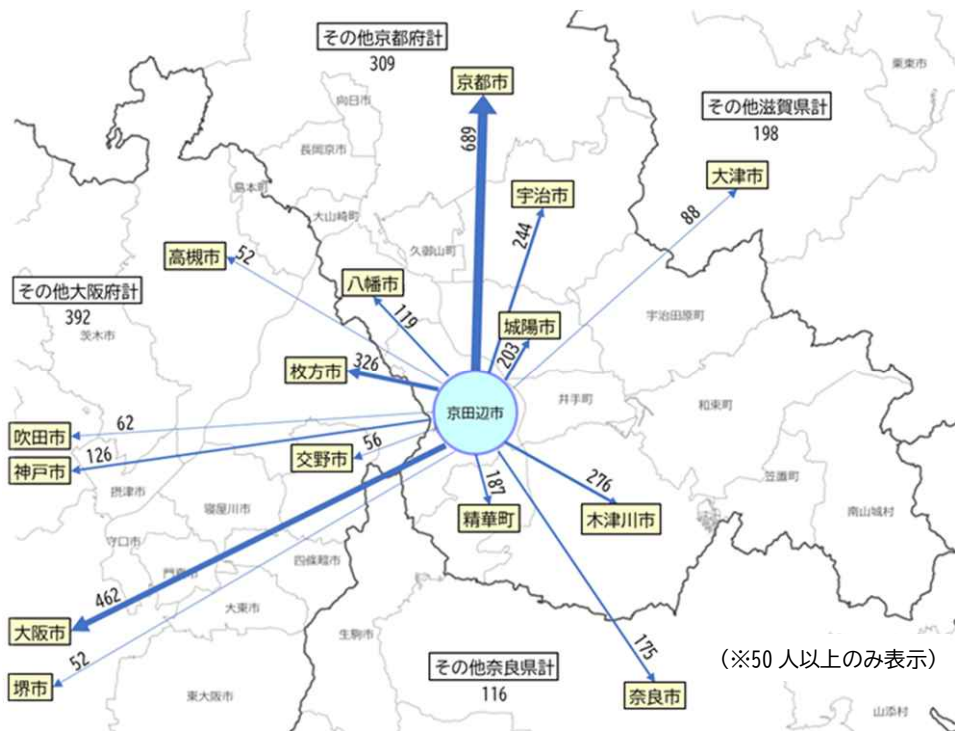 その他京都府計
309
京都市
栗東市
向日市
その他滋賀県計
198
689
長岡京市
大津市
島本町
宇治市
88
大山崎町
244
久御山町
高槻市
52
八幡市
その他大阪府計
392
119
城陽市
宇治田原町
茨木市
203
枚方市
326
京田辺市
井手町
和束町
吹田市
62
神戸市
126
交野市
56
笠置町
276
187
摂津市
寝屋川市
精華町
木津川市
南山城村
守口市
四條畷市
門真市
462
大東市
大阪市
生駒市
175
52
その他奈良県計
116
(※50 人以上のみ表示)
堺市
東大阪市
奈良市
山添村